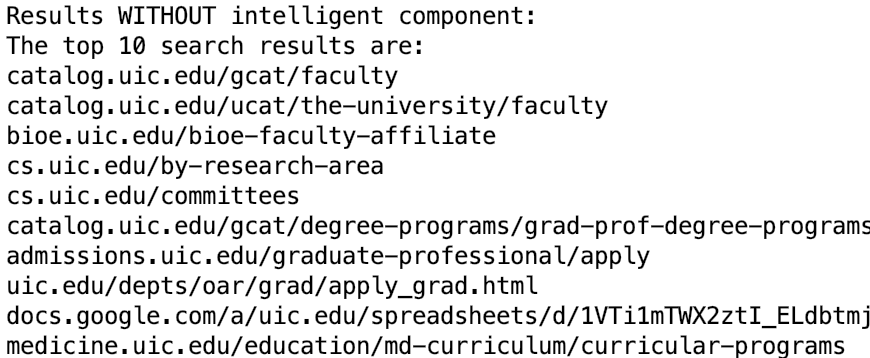 Results WITHOUT intelligent component:
The top 10 search results are:
catalog.uic.edu/gcat/faculty
catalog.uic.edu/ucat/the-university/faculty
bioe.uic.edu/bioe-faculty-affiliate
cs.uic.edu/by-research-area
cs.uic.edu/committees
catalog.uic.edu/gcat/degree-programs/grad-prof-degree-programs
admissions.uic.edu/graduate-professional/apply
uic.edu/depts/oar/grad/apply_grad.html
docs.google.com/a/uic.edu/spreadsheets/d/1VTi1mTWX2ztI_ELdbtmj
medicine.uic.edu/education/md-curriculum/curricular-programs